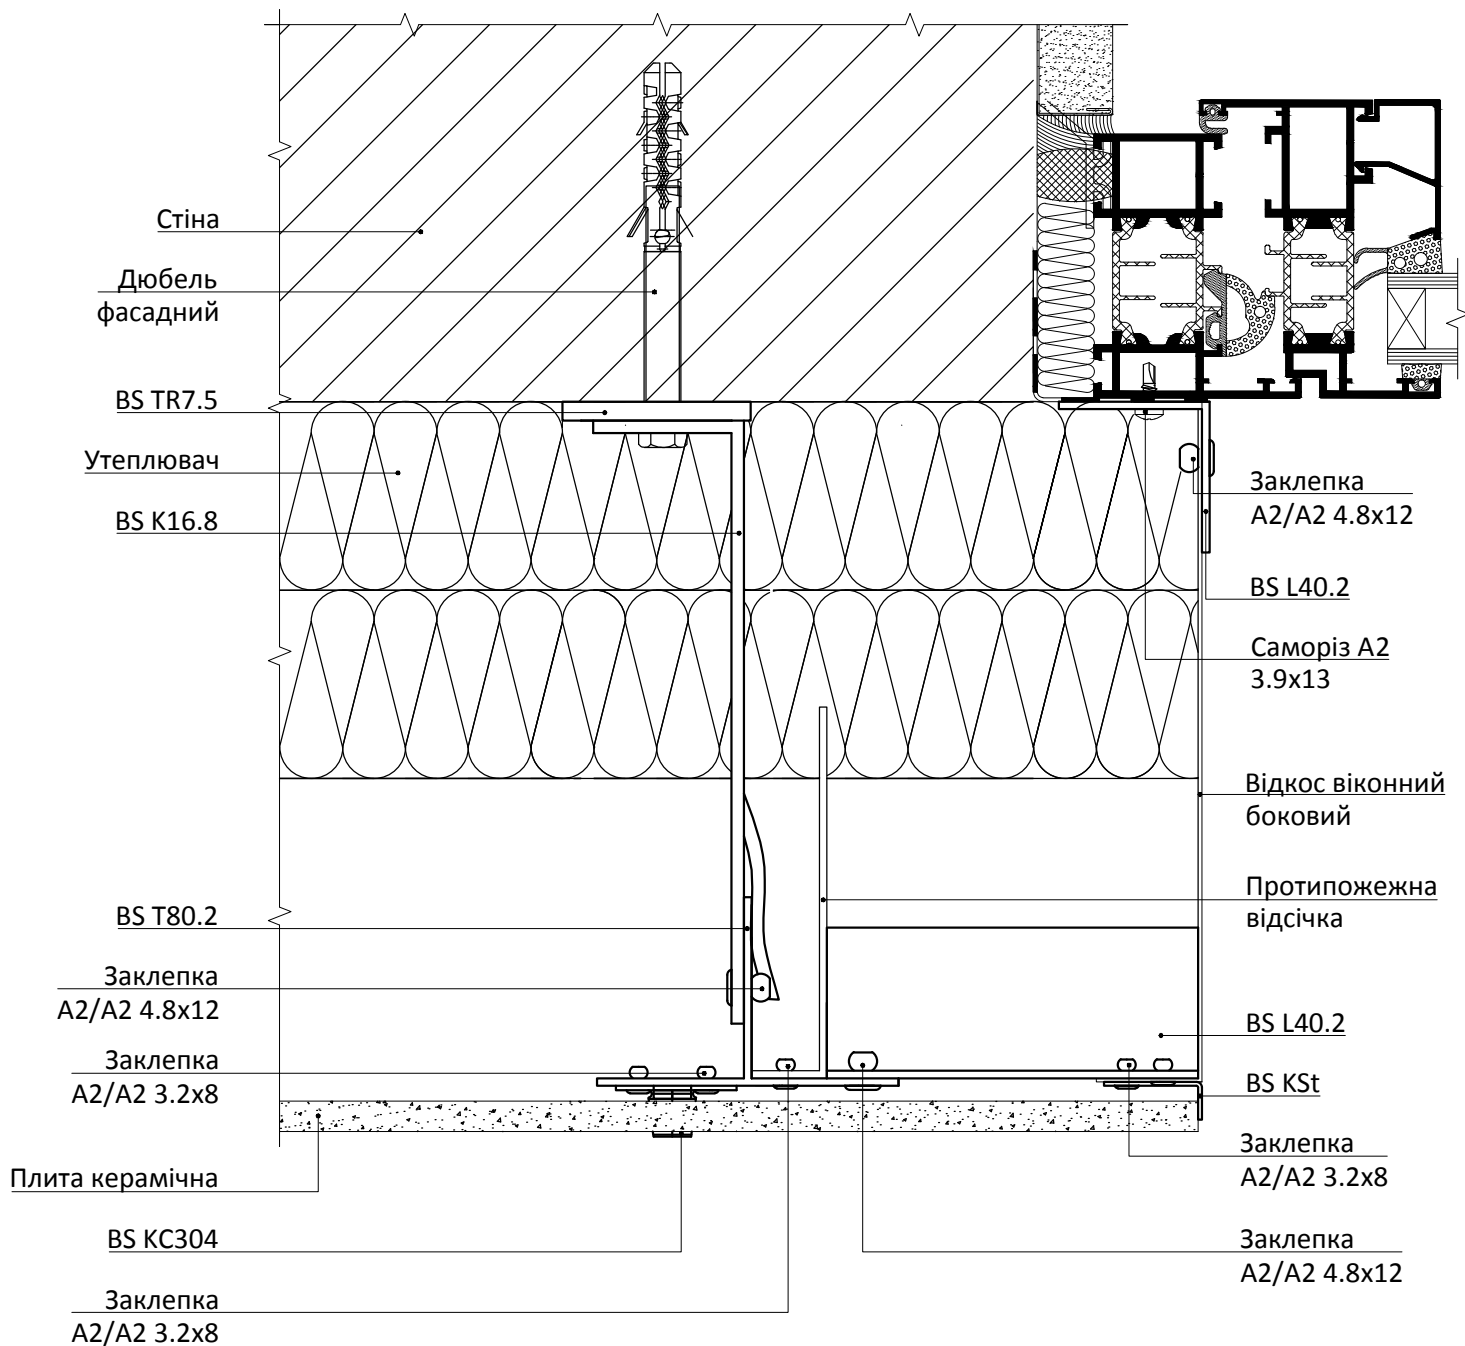 Стіна
Дюбель
фасадний
BS TR7.5
Утеплювач
BS K16.8
BS T80.2
Заклепка
A2/A2 4.8x12
Заклепка
A2/A2 3.2x8
Плита керамічна
BS KC304
Заклепка
A2/A2 3.2x8
Заклепка
A2/A2 4.8x12
BS L40.2
Саморіз А2
3.9x13
Відкос віконний
боковий
Протипожежна
відсічка
BS L40.2
BS KSt
Заклепка
A2/A2 3.2x8
Заклепка
A2/A2 4.8x12